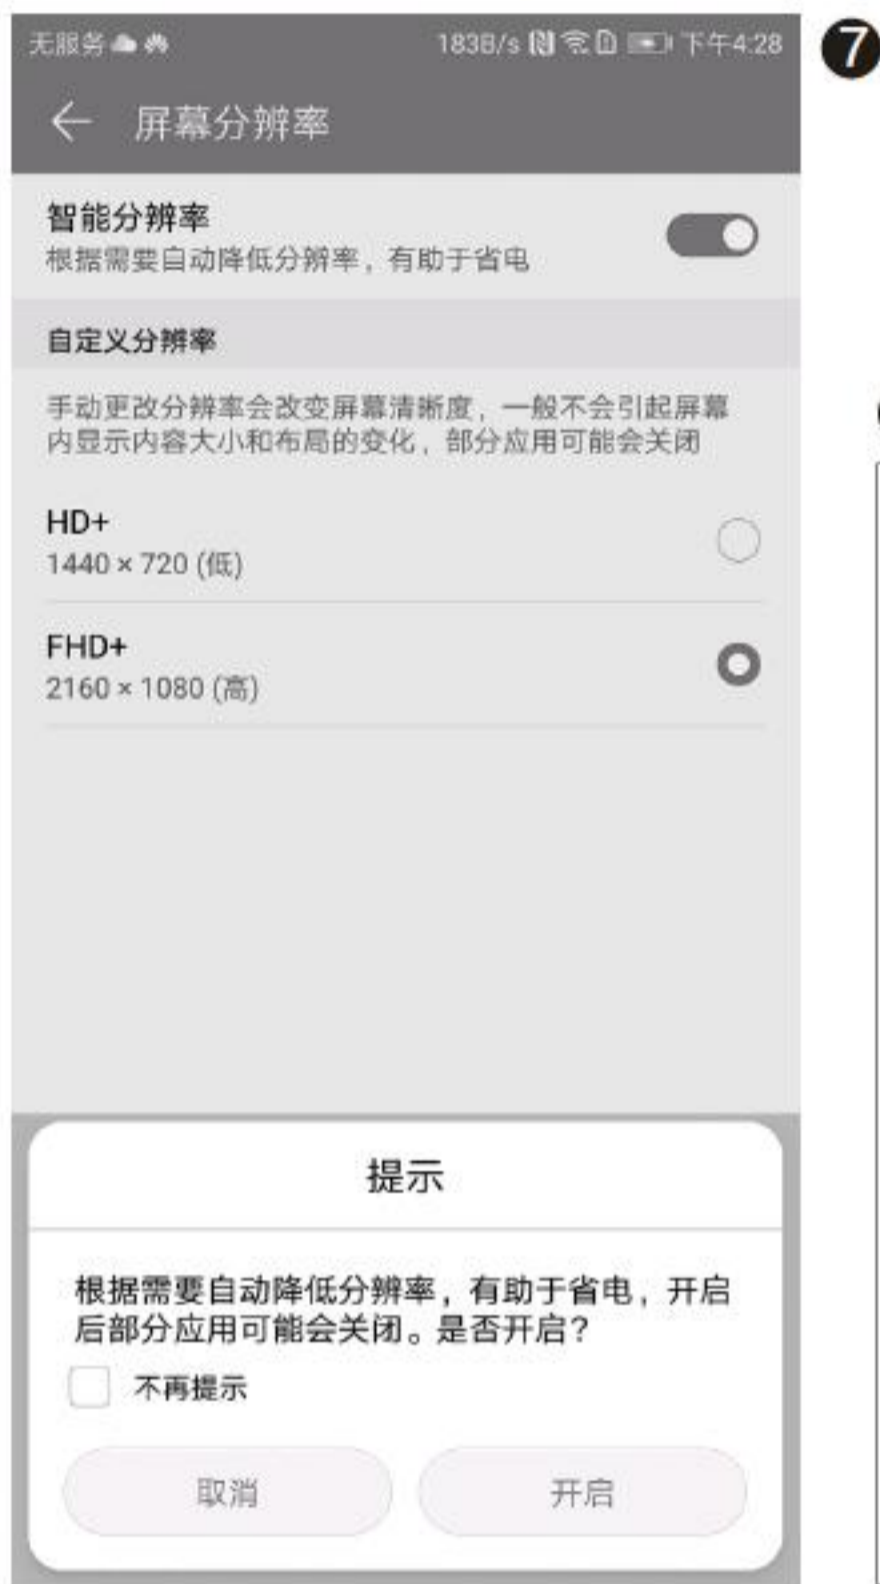 无服务 183B/s 下午4:28
7
屏幕分辨率
智能分辨率
根据需要自动降低分辨率，有助于省电
自定义分辨率
手动更改分辨率会改变屏幕清晰度，一般不会引起屏幕
内显示内容大小和布局的变化，部分应用可能会关闭
HD+
1440 × 720 (低)
FHD+
2160 × 1080 (高)
提示
根据需要自动降低分辨率，有助于省电，开启
后部分应用可能会关闭。是否开启?
不再提示
取消
开启